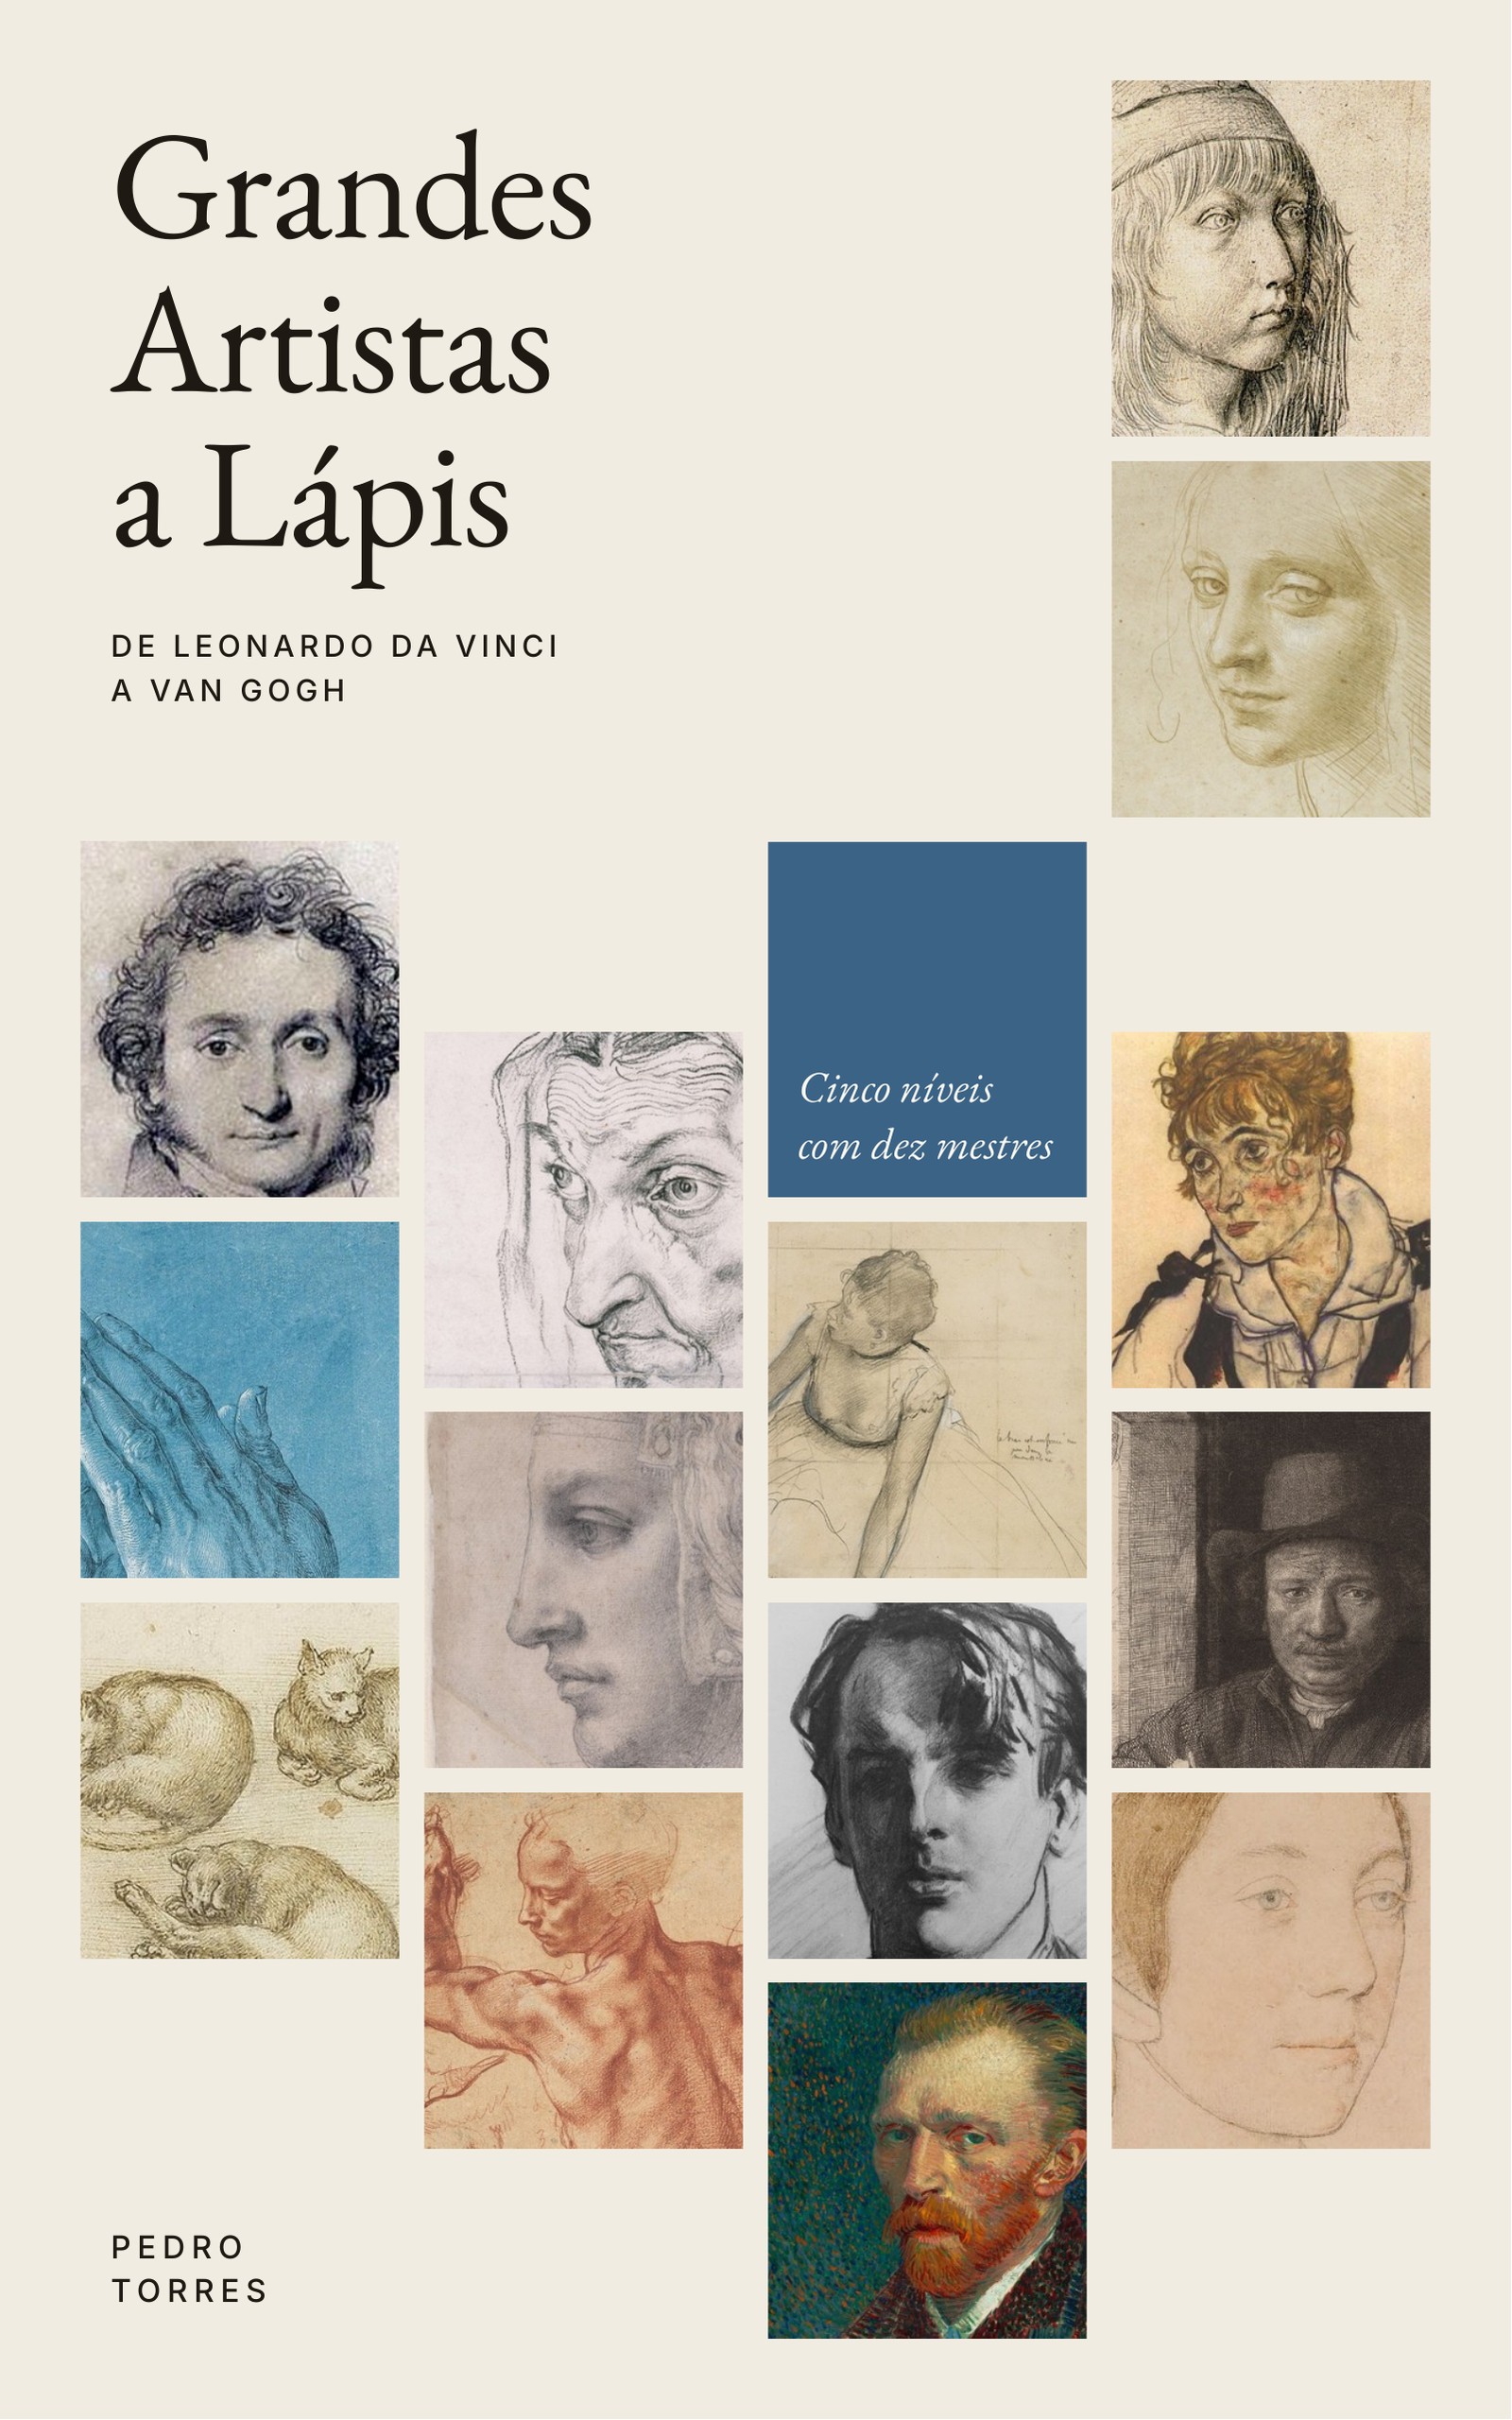 Grandes
Artistas
a Lápis
DE LEONARDO DA VINCI
A VAN GOGH
Cinco níveis
com dez mestres
PEDRO
TORRES